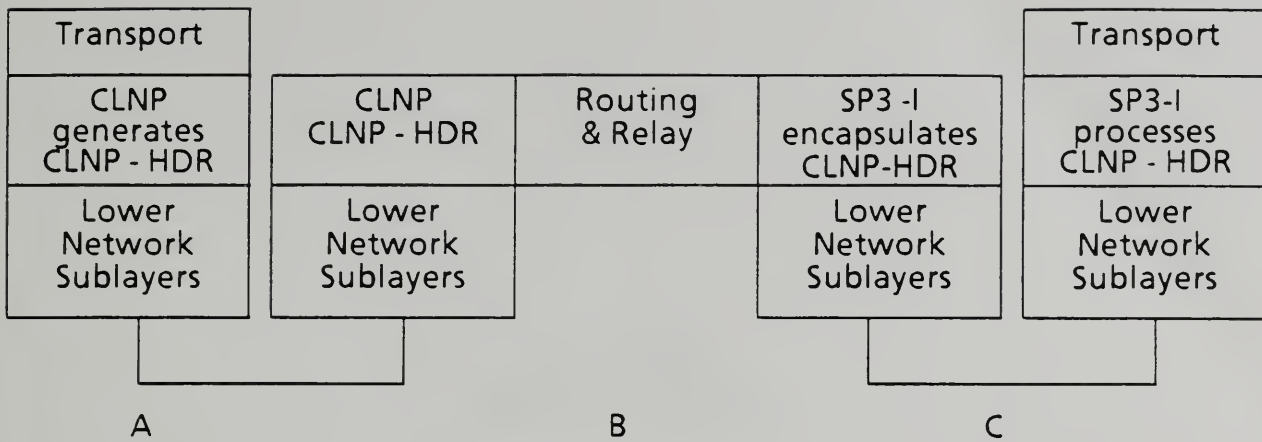 Transport
CLNP
generates
CLNP - HDR
Lower
Network
Sublayers
CLNP
CLNP - HDR
Lower
Network
Sublayers
Routing
& Relay
SP3 -I
encapsulates
CLNP-HDR
Lower
Network
Sublayers
Transport
SP3-I
processes
CLNP - HDR
Lower
Network
Sublayers
A
B
C